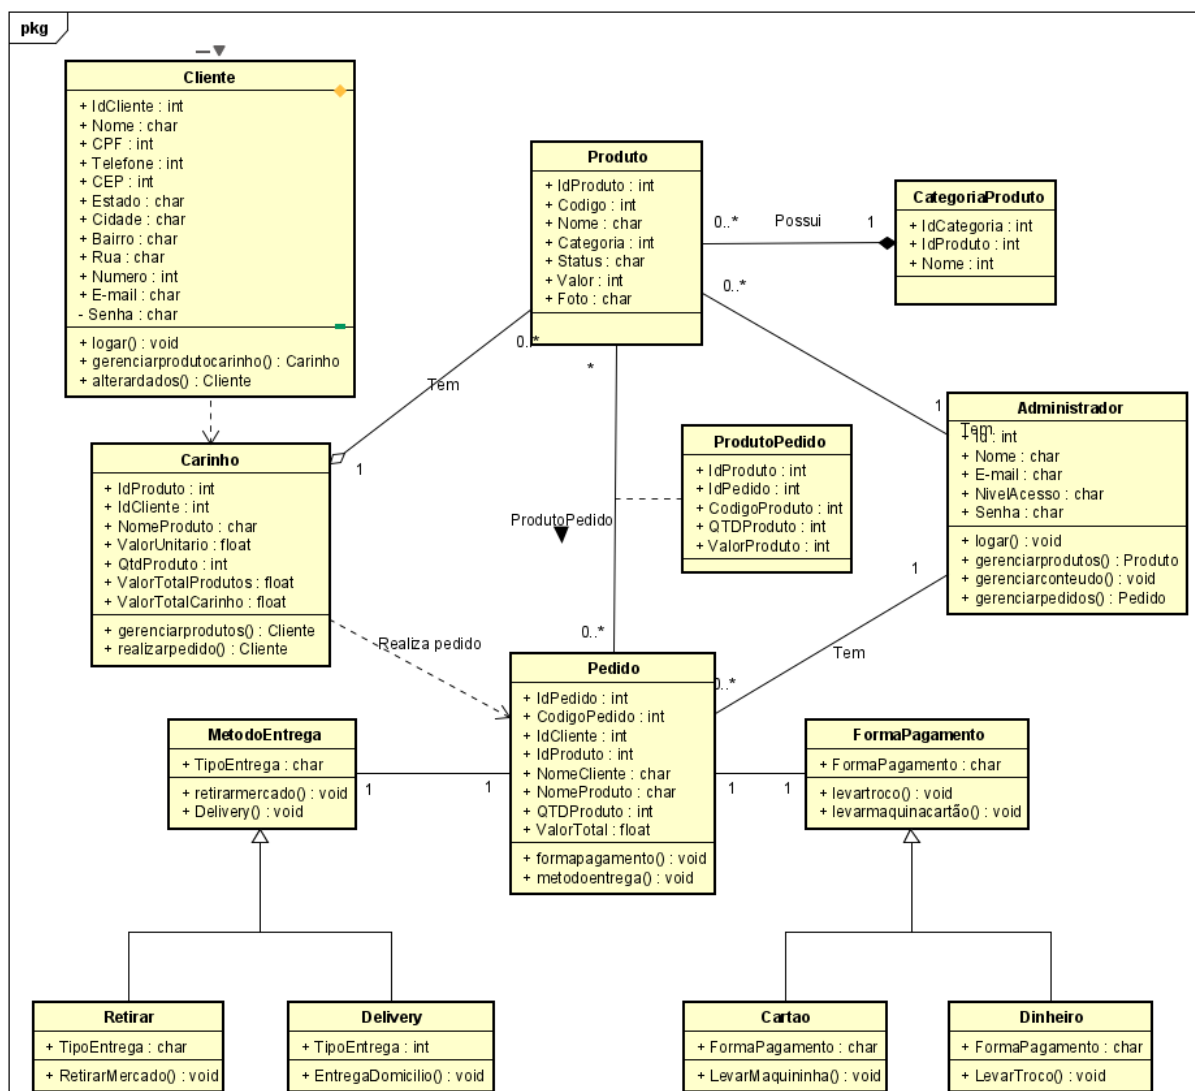 pkg
Cliente
+ IdCliente : int
+ Nome : char
+ CPF : int
+ Telefone : int
+ CEP : int
+ Estado : char
+ Cidade : char
+ Bairro : char
+ Rua : char
+ Numero : int
+ E-mail : char
- Senha : char
+ logar() : void
+ gerenciarprodutocarinho() : Carinho
+ alterardados() : Cliente
Produto
+ IdProduto : int
+ Codigo : int
+ Nome : char
+ Categoria : int
+ Status : char
+ Valor : int
+ Foto : char
0..*
Possui
1
CategoriaProduto
+ IdCategoria : int
+ IdProduto : int
+ Nome : int
0..*
0..*
*
Tem
1
1
Administrador
Tem
+ Id : int
+ Nome : char
+ E-mail : char
+ NivelAcesso : char
+ Senha : char
+ logar() : void
+ gerenciarprodutos() : Produto
+ gerenciarconteudo() : void
+ gerenciarpedidos() : Pedido
Carinho
+ IdProduto : int
+ IdCliente : int
+ NomeProduto : char
+ ValorUnitario : float
+ QtdProduto : int
+ ValorTotalProdutos : float
+ ValorTotalCarinho : float
+ gerenciarprodutos() : Cliente
+ realizarpedido() : Cliente
ProdutoPedido
+ IdProduto : int
+ IdPedido : int
+ CodigoProduto : int
+ QTDProduto : int
+ ValorProduto : int
ProdutoPedido
1
0..*
Realiza pedido
Tem
0..*
Pedido
+ IdPedido : int
+ CodigoPedido : int
+ IdCliente : int
+ IdProduto : int
+ NomeCliente : char
+ NomeProduto : char
+ QTDProduto : int
+ ValorTotal : float
+ formapagamento() : void
+ metodoentrega() : void
MetodoEntrega
+ TipoEntrega : char
+ retirarmercado() : void
+ Delivery() : void
1
1
1
1
FormaPagamento
+ FormaPagamento : char
+ levartroco() : void
+ levarmaquinacartão() : void
Retirar
+ TipoEntrega : char
+ RetirarMercado() : void
Delivery
+ TipoEntrega : int
+ EntregaDomicilio() : void
Cartao
+ FormaPagamento : char
+ LevarMaquininha() : void
Dinheiro
+ FormaPagamento : char
+ LevarTroco() : void